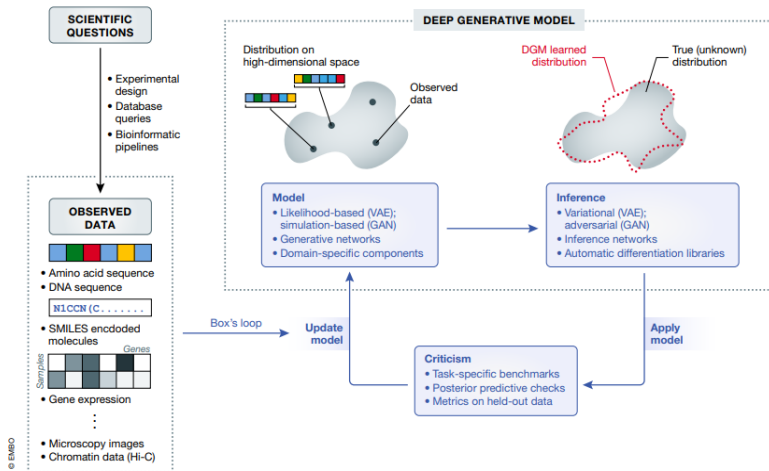 SCIENTIFIC
QUESTIONS
• Experimental
design
• Database
queries
• Bioinformatic
pipelines
OBSERVED
DATA
• Amino acid sequence
• DNA sequence
N1CCN(C.......
• SMILES encdoded
molecules
Genes
Samples
• Gene expression
• Microscopy images
• Chromatin data (Hi-C)
© EMBO
DEEP GENERATIVE MODEL
Distribution on
high-dimensional space
Observed
data
DGM learned
distribution
True (unknown)
distribution
Model
• Likelihood-based (VAE);
simulation-based (GAN)
• Generative networks
• Domain-specific components
Inference
• Variational (VAE);
adversarial (GAN)
• Inference networks
• Automatic differentiation libraries
Box's loop
Update
model
Apply
model
Criticism
• Task-specific benchmarks
• Posterior predictive checks
• Metrics on held-out data